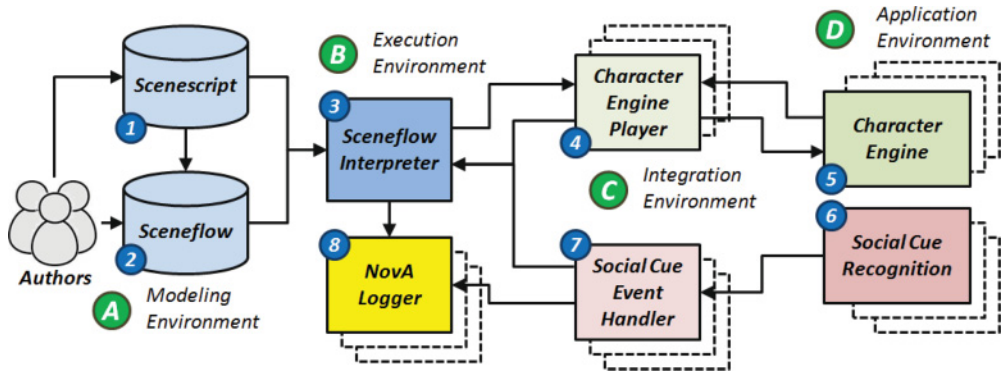 Scenescript
1
Sceneflow
2
Authors
A
Modeling
Environment
B
Execution
Environment
3
Sceneflow
Interpreter
8
NovA
Logger
Character
Engine
Player
4
C
Integration
Environment
7
Social Cue
Event
Handler
D
Application
Environment
Character
Engine
5
6
Social Cue
Recognition